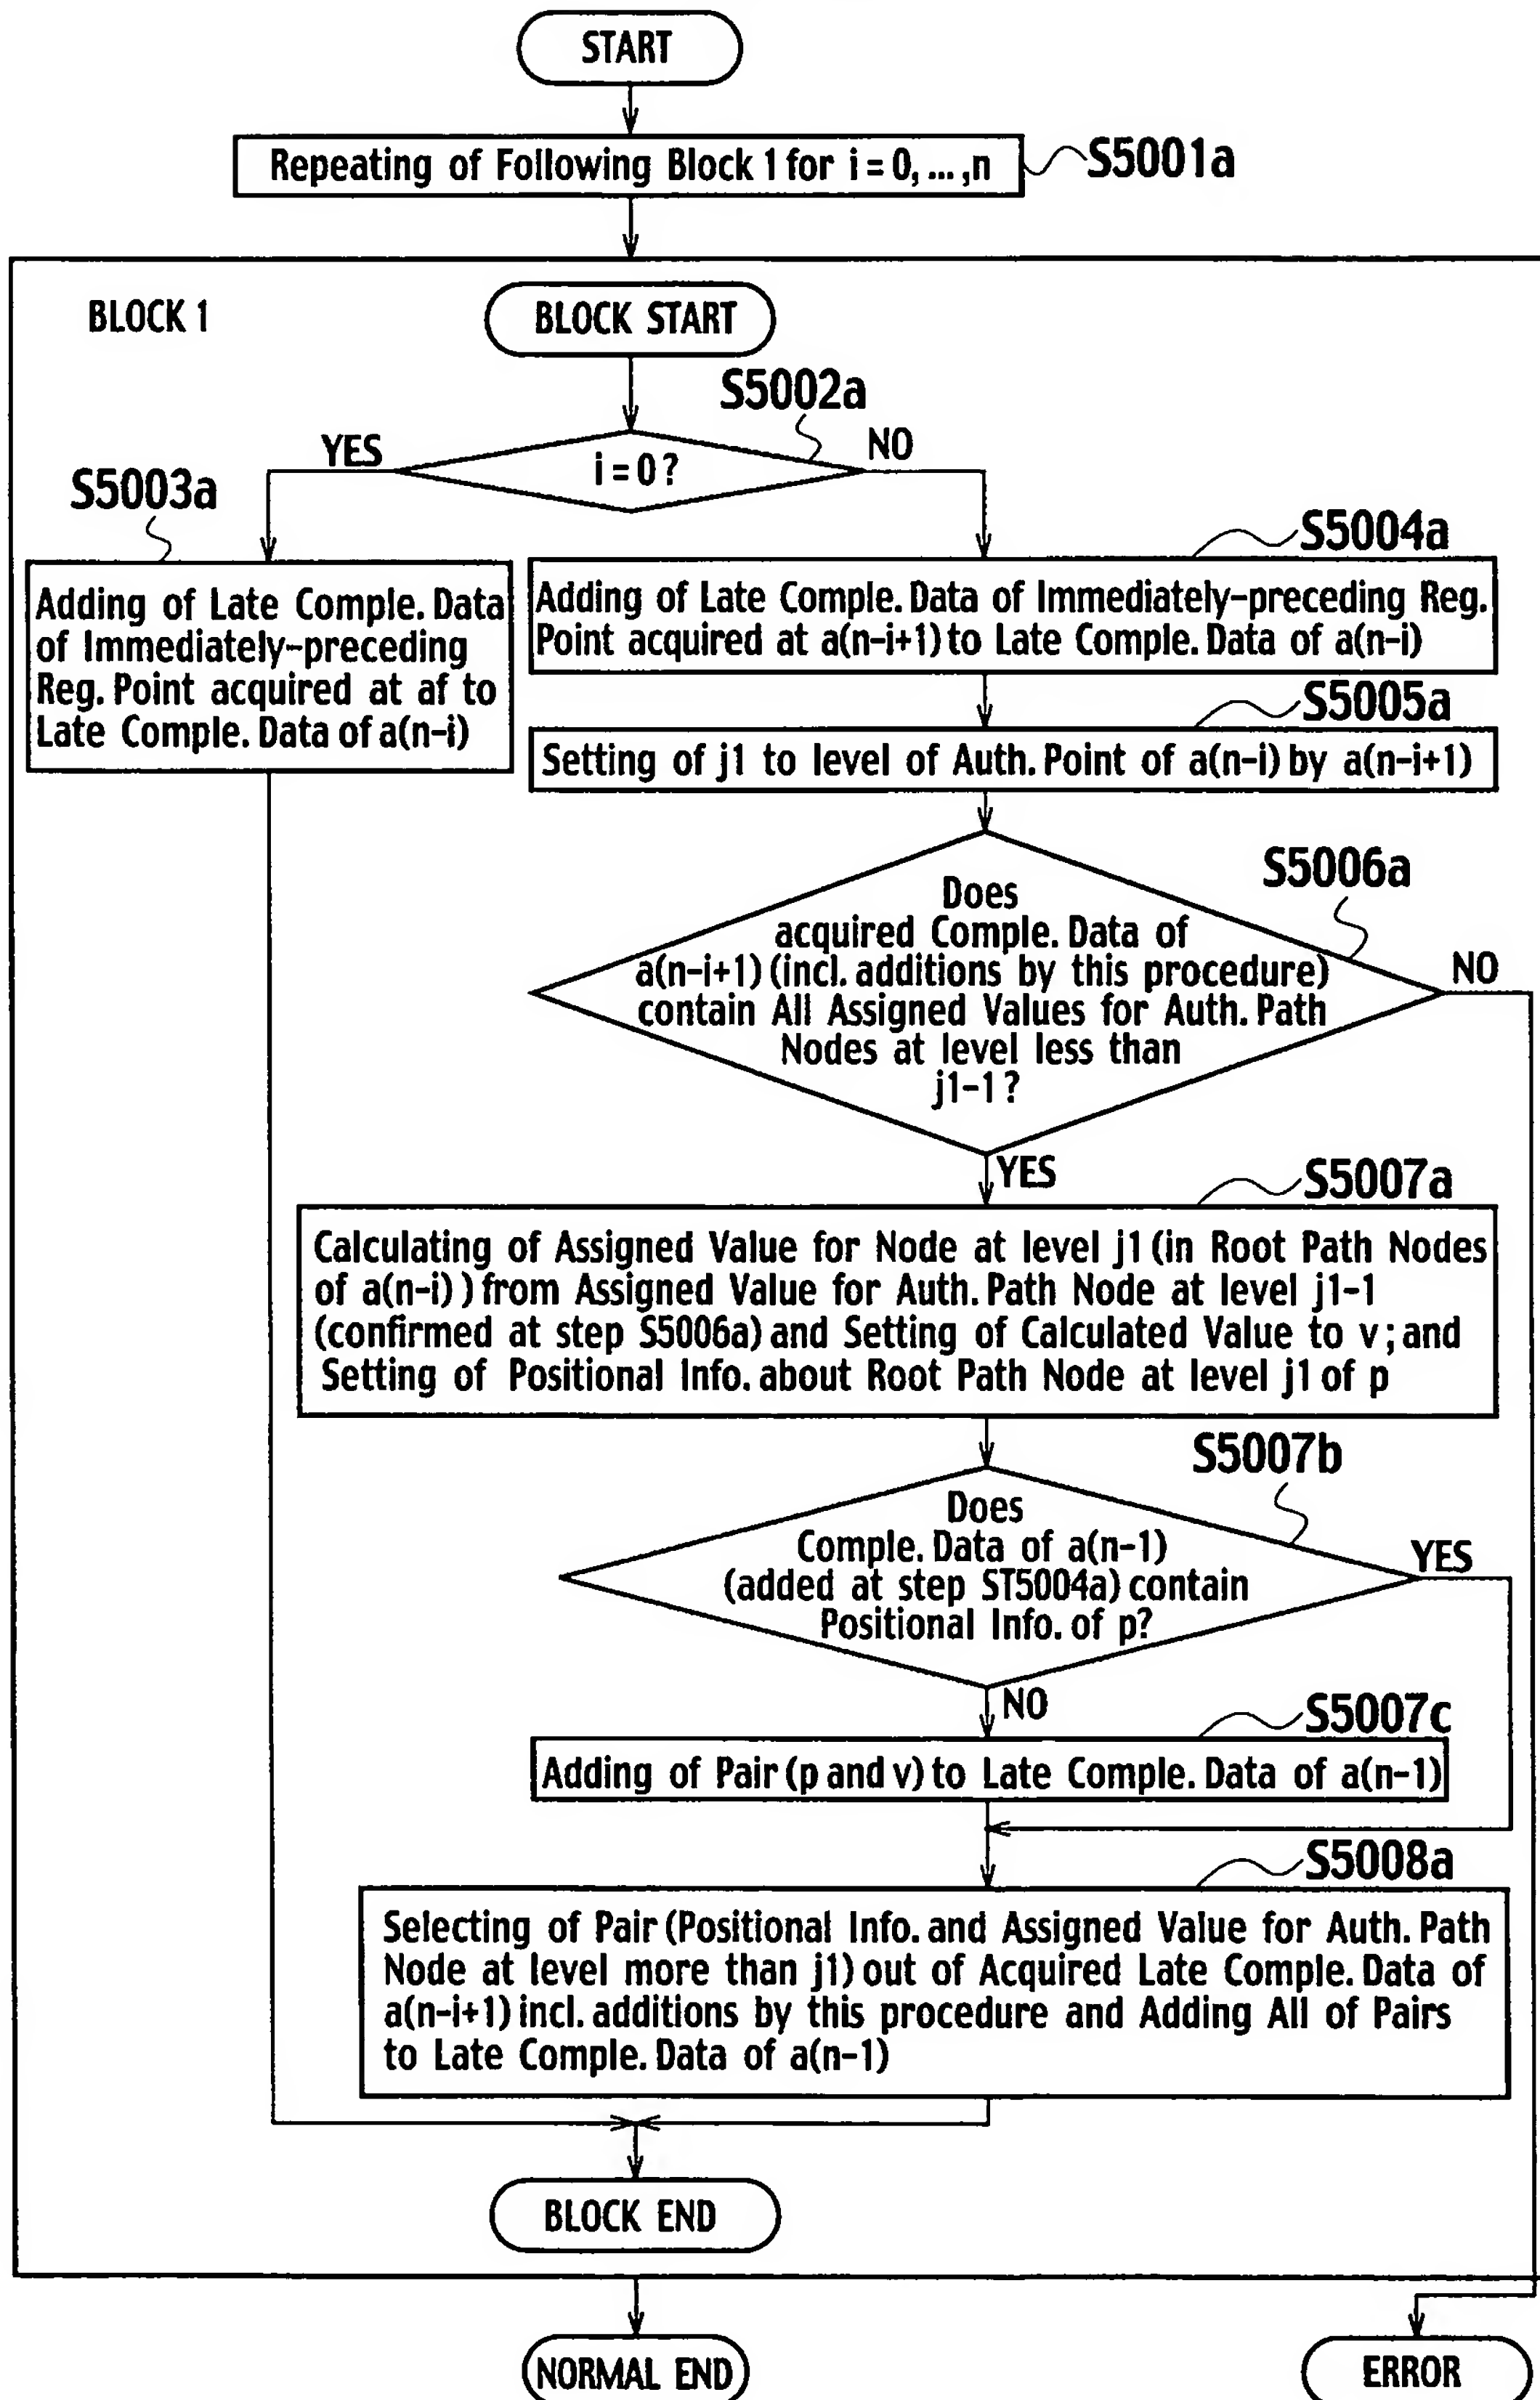 START
Repeating of Following Block 1 for i = 0, ... ,n
S5001a
BLOCK 1
BLOCK START
S5002a
YES
i = 0 ?
NO
S5003a
Adding of Late Comple. Data
of Immediately-preceding
Reg. Point acquired at af to
Late Comple. Data of a(n-i)
S5004a
Adding of Late Comple. Data of Immediately-preceding Reg.
Point acquired at a(n-i+1) to Late Comple. Data of a(n-i)
S5005a
Setting of j1 to level of Auth. Point of a(n-i) by a(n-i+1)
S5006a
Does
acquired Comple. Data of
a(n-i+1) (incl. additions by this procedure)
contain All Assigned Values for Auth. Path
Nodes at level less than
j1-1 ?
NO
YES
S5007a
Calculating of Assigned Value for Node at level j1 (in Root Path Nodes
of a(n-i) ) from Assigned Value for Auth. Path Node at level j1-1
(confirmed at step S5006a) and Setting of Calculated Value to v ; and
Setting of Positional Info. about Root Path Node at level j1 of p
S5007b
Does
Comple. Data of a(n-1)
(added at step ST5004a) contain
Positional Info. of p?
YES
NO
S5007c
Adding of Pair (p and v) to Late Comple. Data of a(n-1)
S5008a
Selecting of Pair (Positional Info. and Assigned Value for Auth. Path
Node at level more than j1) out of Acquired Late Comple. Data of
a(n-i+1) incl. additions by this procedure and Adding All of Pairs
to Late Comple. Data of a(n-1)
BLOCK END
NORMAL END
ERROR